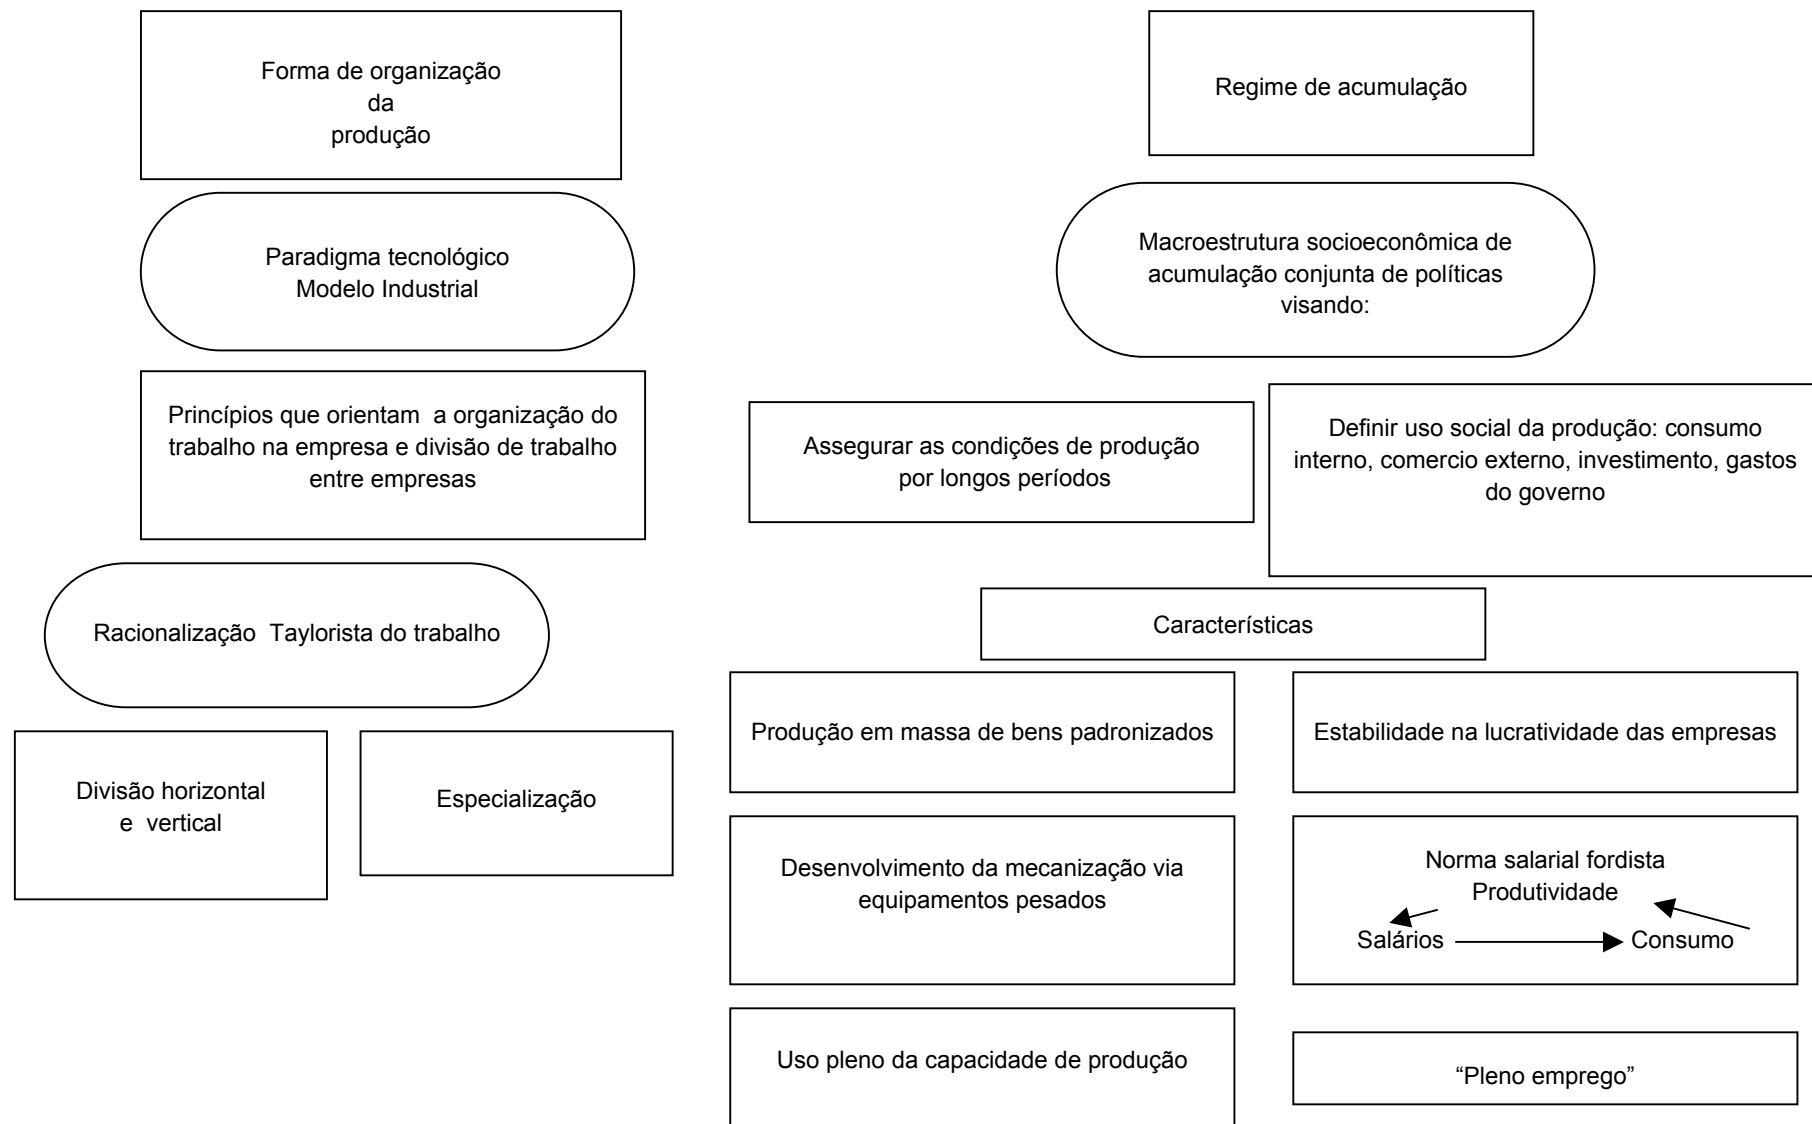 Forma de organização
da
produção
Paradigma tecnológico
Modelo Industrial
Princípios que orientam a organização do
trabalho na empresa e divisão de trabalho
entre empresas
Racionalização Taylorista do trabalho
Divisão horizontal
e vertical
Especialização
Regime de acumulação
Macroestrutura socioeconômica de
acumulação conjunta de políticas
visando:
Assegurar as condições de produção
por longos períodos
Definir uso social da produção: consumo
interno, comercio externo, investimento, gastos
do governo
Características
Produção em massa de bens padronizados
Estabilidade na lucratividade das empresas
Desenvolvimento da mecanização via
equipamentos pesados
Norma salarial fordista
Produtividade
Salários Consumo
Uso pleno da capacidade de produção
“Pleno emprego”